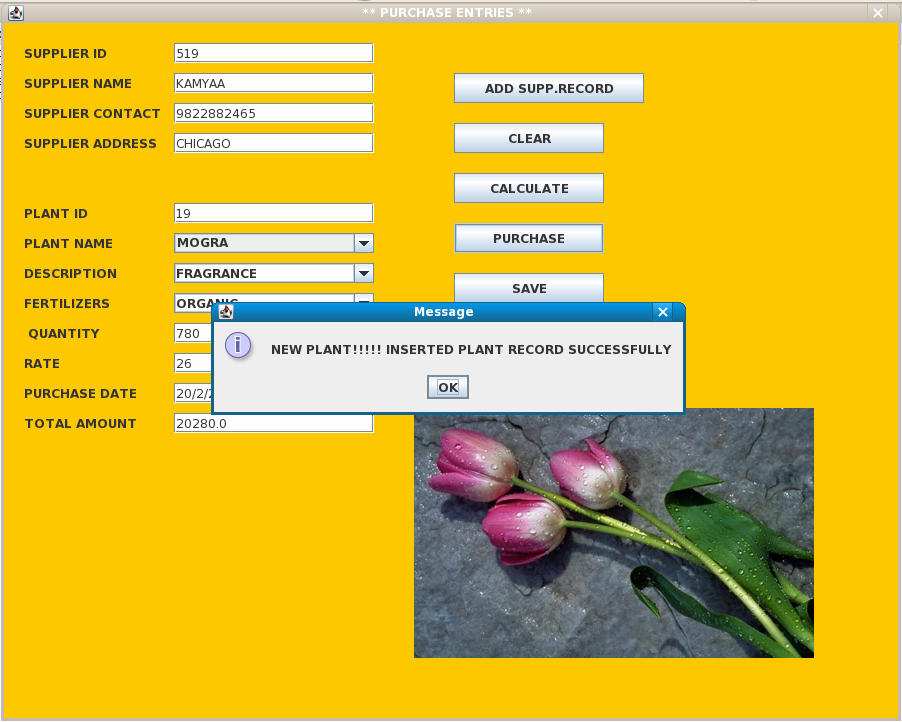 ** PURCHASE ENTRIES **
SUPPLIER ID 519
SUPPLIER NAME KAMYAA
SUPPLIER CONTACT 9822882465
SUPPLIER ADDRESS CHICAGO
PLANT ID 19
PLANT NAME MOGRA
DESCRIPTION FRAGRANCE
FERTILIZERS ORGANIC
QUANTITY 780
RATE 26
PURCHASE DATE 20/2/
TOTAL AMOUNT 20280.0
ADD SUPP.RECORD
CLEAR
CALCULATE
PURCHASE
SAVE
Message
NEW PLANT!!!!! INSERTED PLANT RECORD SUCCESSFULLY
OK